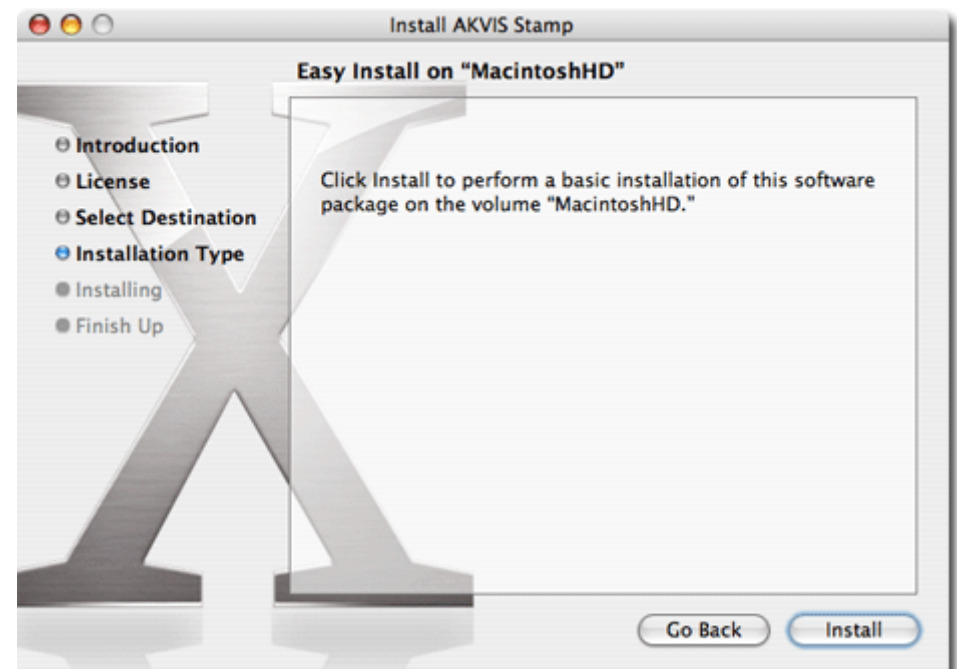 Install AKVIS Stamp
Easy Install on “MacintoshHD”
Introduction
License
Select Destination
Installation Type
Installing
Finish Up
Click Install to perform a basic installation of this software
package on the volume “MacintoshHD.”
Go Back
Install